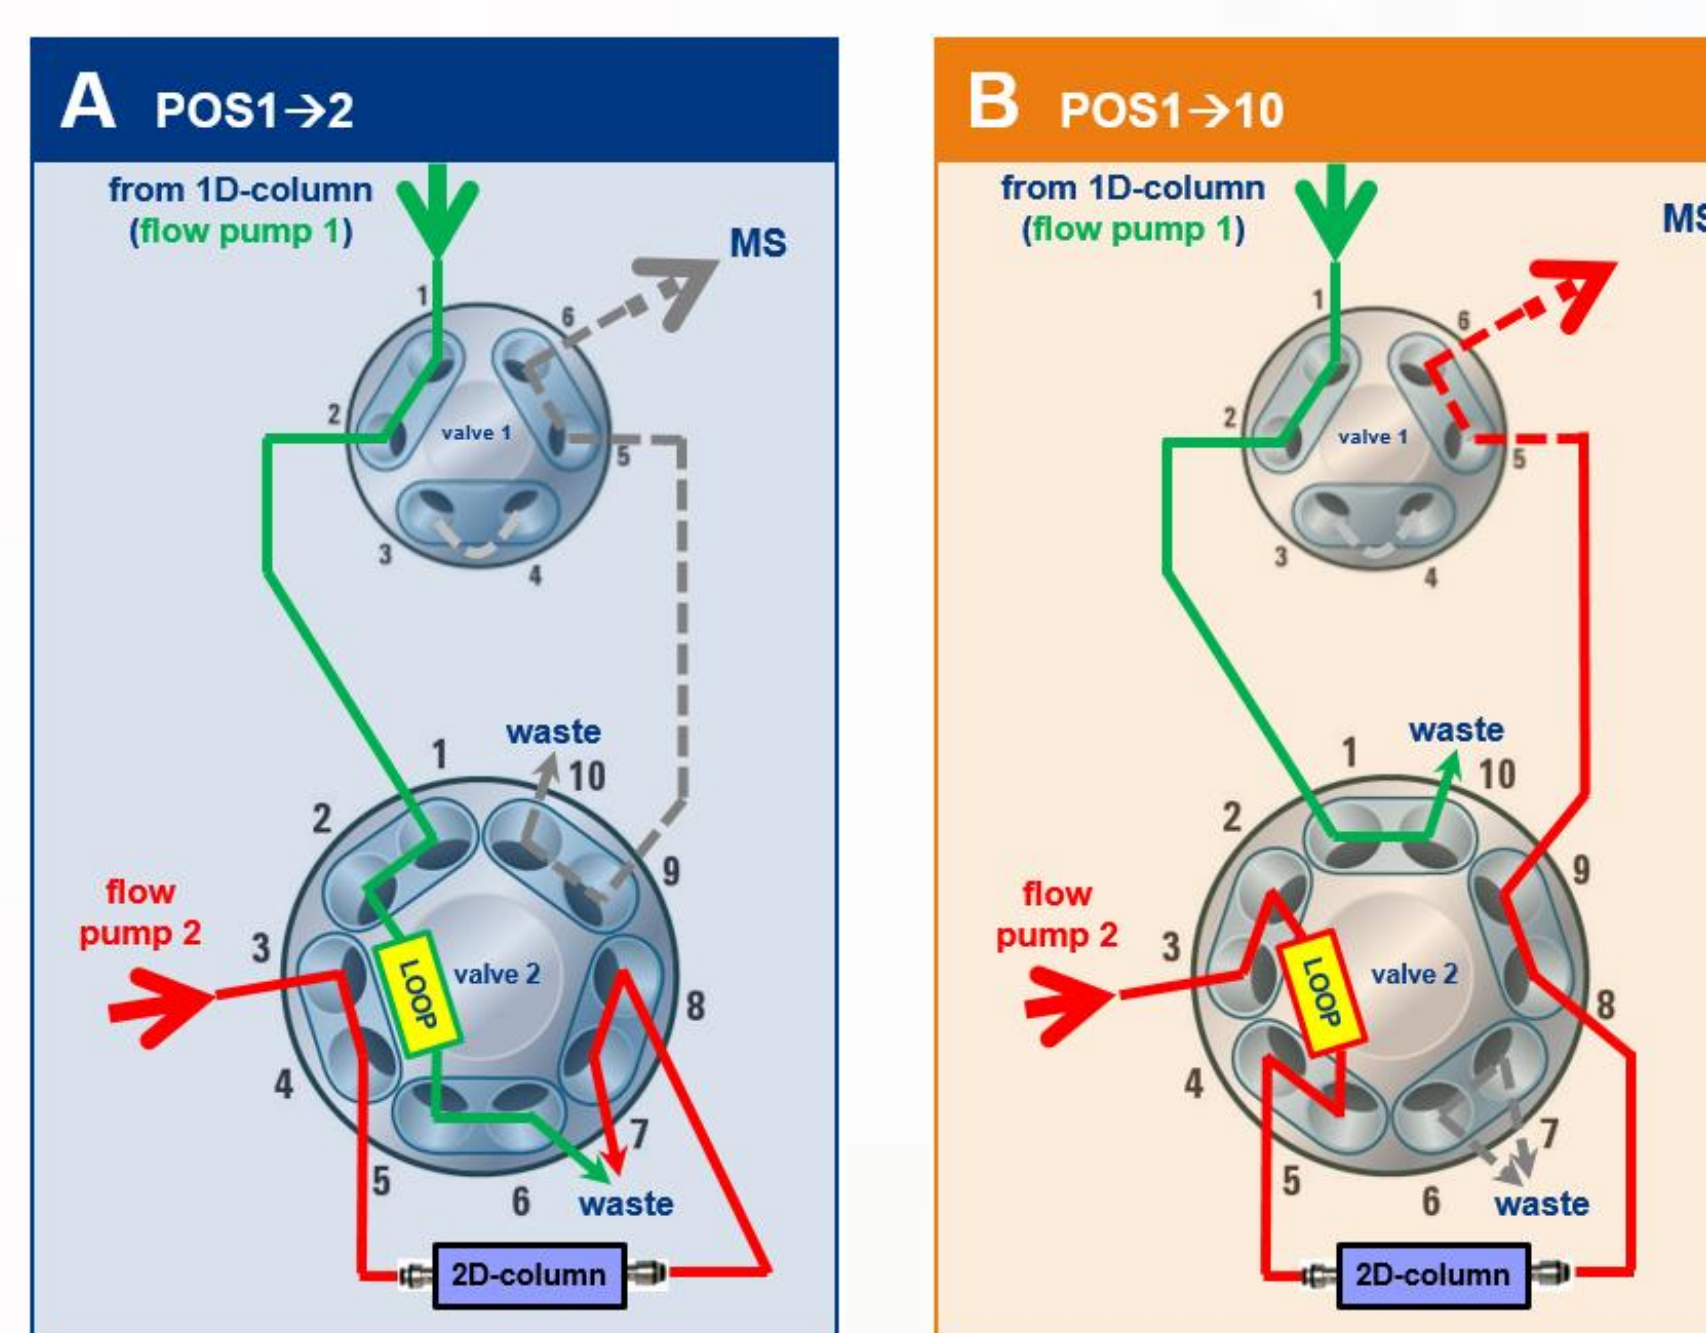 A POS1→2
from 1D-column
(flow pump 1)
MS
1
6
2
valve 1
5
3
4
waste
1
10
2
9
flow
pump 2
3
LOOP
valve 2
8
4
7
5
6
waste
2D-column
B POS1→10
from 1D-column
(flow pump 1)
MS
1
6
2
valve 1
5
3
4
waste
1
10
2
9
flow
pump 2
3
LOOP
valve 2
8
4
7
5
6
waste
2D-column